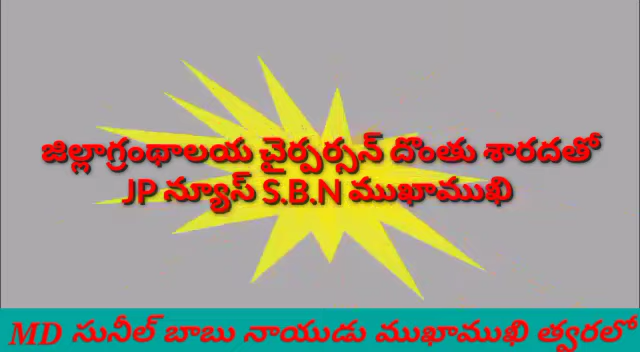 జిల్లాగ్రంథాలయ చైర్పర్సన్ దొంతు శారదతో
JP న్యూస్ S.B.N ముఖాముఖి
MD సునీల్ బాబు నాయుడు ముఖాముఖి త్వరలో